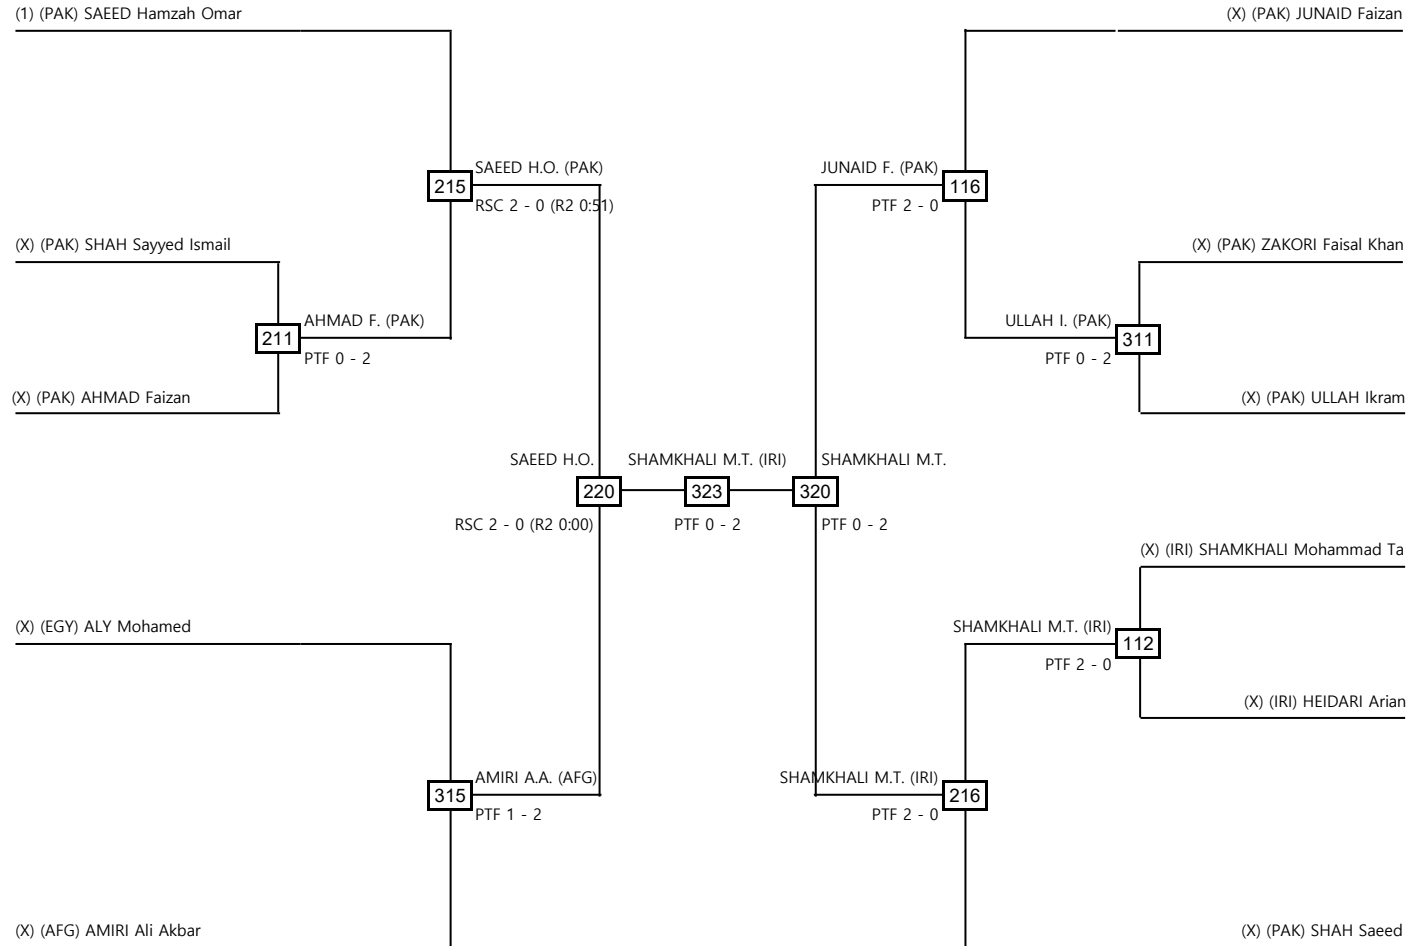 (1) (PAK) SAEED Hamzah Omar
(X) (PAK) JUNAID Faizan
SAEED H.O. (PAK)
215
RSC 2 - 0 (R2 0:51)
JUNAID F. (PAK)
116
PTF 2 - 0
(X) (PAK) SHAH Sayyed Ismail
(X) (PAK) ZAKORI Faisal Khan
AHMAD F. (PAK)
211
PTF 0 - 2
ULLAH I. (PAK)
311
PTF 0 - 2
(X) (PAK) AHMAD Faizan
(X) (PAK) ULLAH Ikram
SAEED H.O.
220
RSC 2 - 0 (R2 0:00)
SHAMKHALI M.T. (IRI)
323
PTF 0 - 2
SHAMKHALI M.T.
320
PTF 0 - 2
(X) (IRI) SHAMKHALI Mohammad Ta
(X) (EGY) ALY Mohamed
SHAMKHALI M.T. (IRI)
112
PTF 2 - 0
(X) (IRI) HEIDARI Arian
AMIRI A.A. (AFG)
315
PTF 1 - 2
SHAMKHALI M.T. (IRI)
216
PTF 2 - 0
(X) (AFG) AMIRI Ali Akbar
(X) (PAK) SHAH Saeed